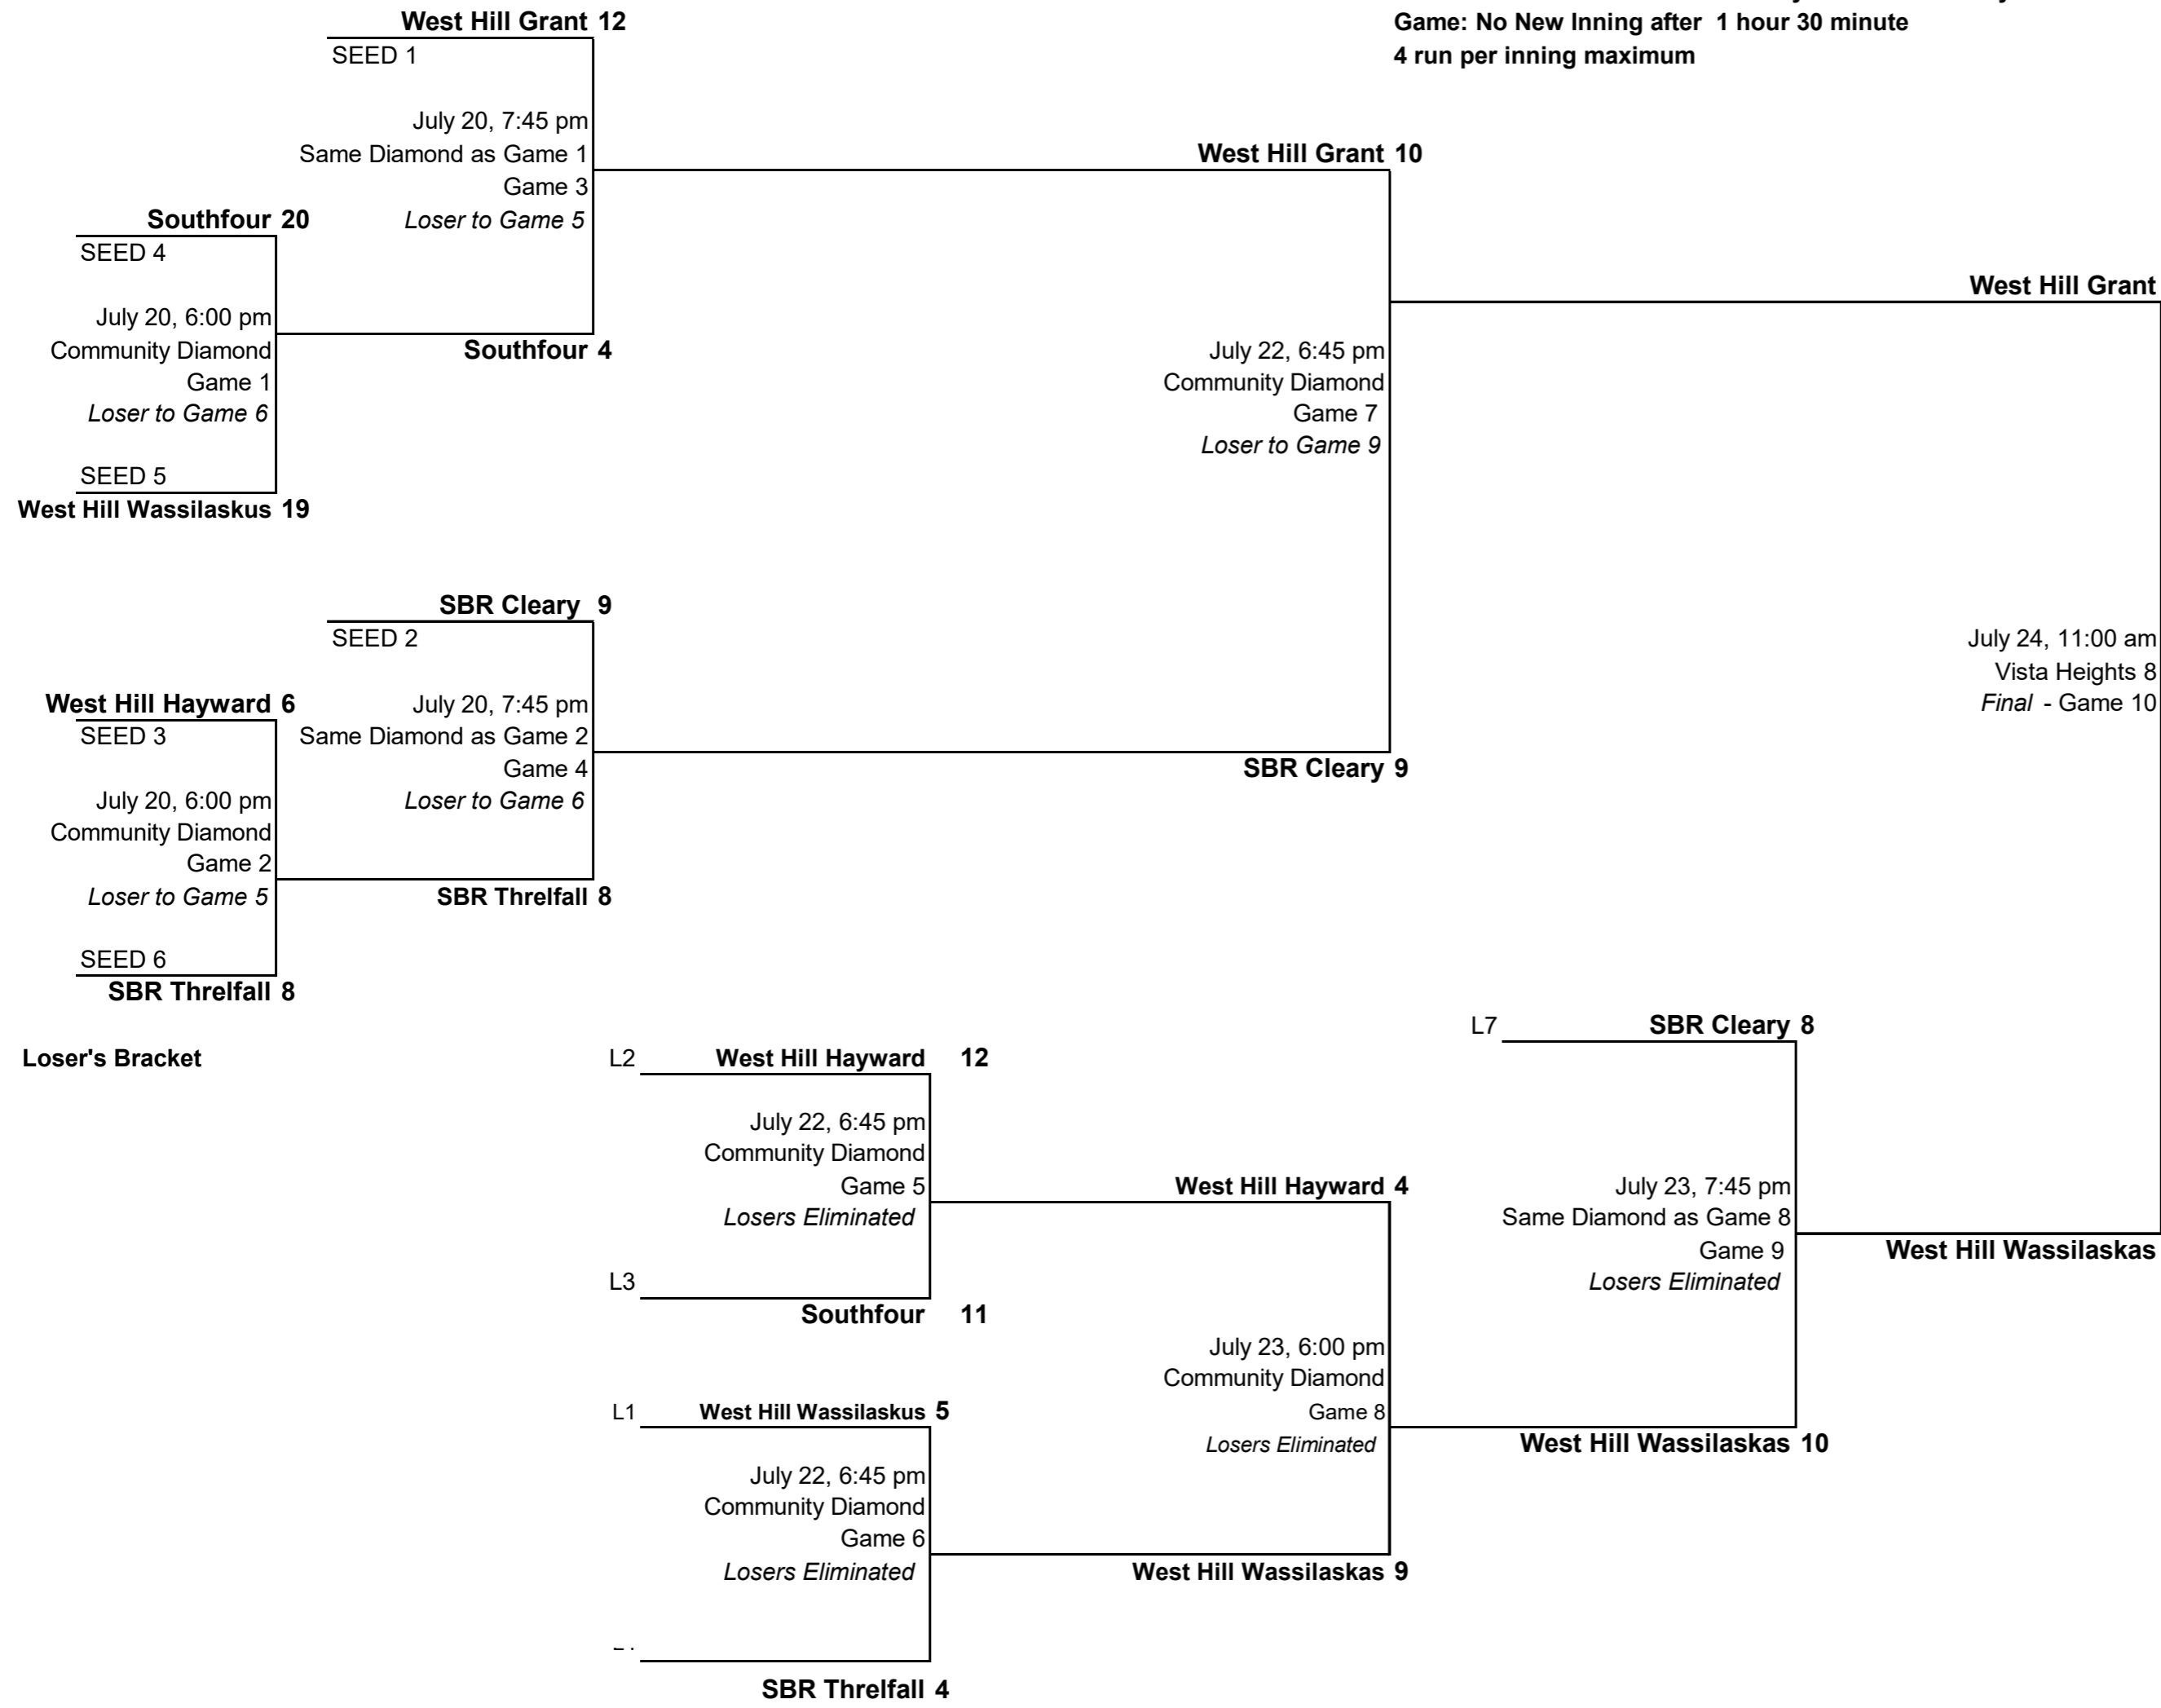 West Hill Grant 12
Game: No New Inning after 1 hour 30 minute
SEED 1
4 run per inning maximum
July 20, 7:45 pm
Same Diamond as Game 1
West Hill Grant 10
Game 3
Southfour 20
Loser to Game 5
SEED 4
West Hill Grant
July 20, 6:00 pm
Community Diamond
Southfour 4
July 22, 6:45 pm
Game 1
Community Diamond
Loser to Game 6
Game 7
Loser to Game 9
SEED 5
West Hill Wassilaskus 19
SBR Cleary 9
SEED 2
July 24, 11:00 am
Vista Heights 8
Final - Game 10
West Hill Hayward 6
July 20, 7:45 pm
SEED 3
Same Diamond as Game 2
Game 4
SBR Cleary 9
July 20, 6:00 pm
Loser to Game 6
Community Diamond
Game 2
Loser to Game 5
SBR Threlfall 8
SEED 6
SBR Threlfall 8
L7
SBR Cleary 8
Loser's Bracket
L2
West Hill Hayward 12
July 22, 6:45 pm
Community Diamond
Game 5
Losers Eliminated
West Hill Hayward 4
July 23, 7:45 pm
Same Diamond as Game 8
Game 9
Losers Eliminated
West Hill Wassilaskas
L3
Southfour 11
July 23, 6:00 pm
Community Diamond
Game 8
Losers Eliminated
L1
West Hill Wassilaskus 5
West Hill Wassilaskas 10
July 22, 6:45 pm
Community Diamond
Game 6
Losers Eliminated
West Hill Wassilaskas 9
SBR Threlfall 4